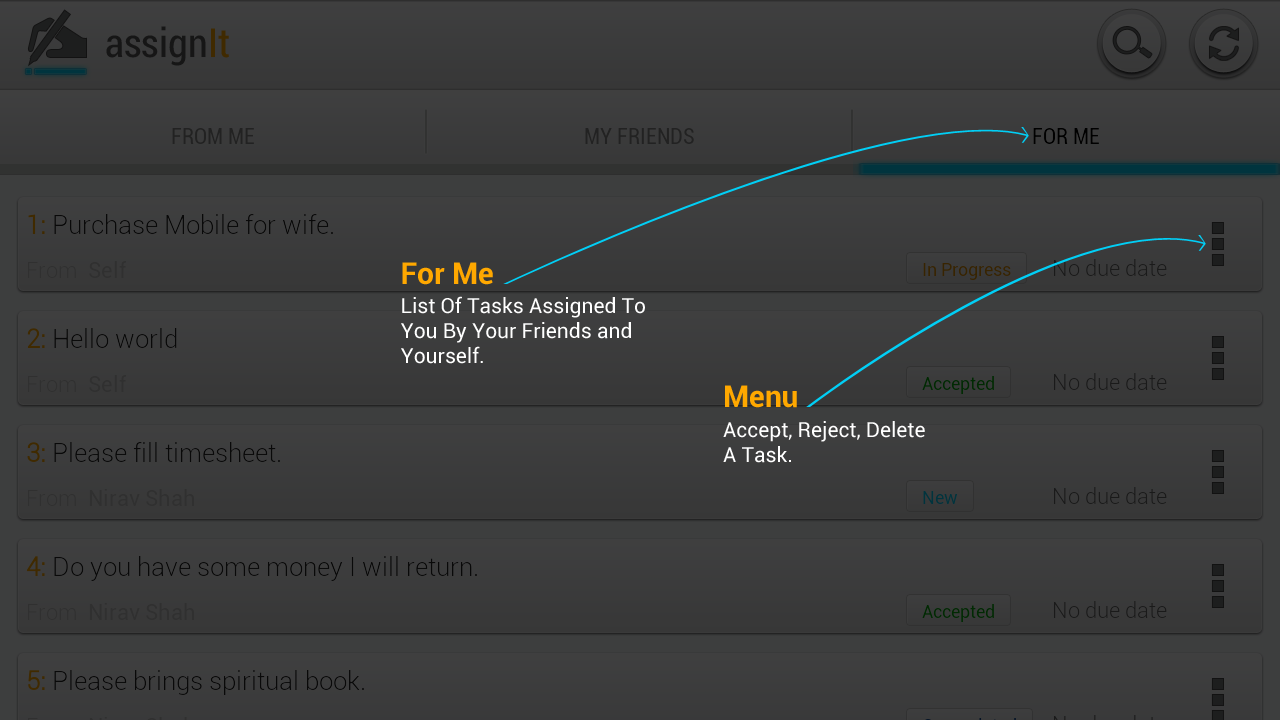 assignIt
FROM ME
MY FRIENDS
FOR ME
1: Purchase Mobile for wife.
From Self
In Progress
No due date
For Me
List Of Tasks Assigned To
You By Your Friends and
Yourself.
2: Hello world
From Self
Accepted
No due date
Menu
Accept, Reject, Delete
A Task.
3: Please fill timesheet.
From Nirav Shah
New
No due date
4: Do you have some money I will return.
From Nirav Shah
Accepted
No due date
5: Please brings spiritual book.